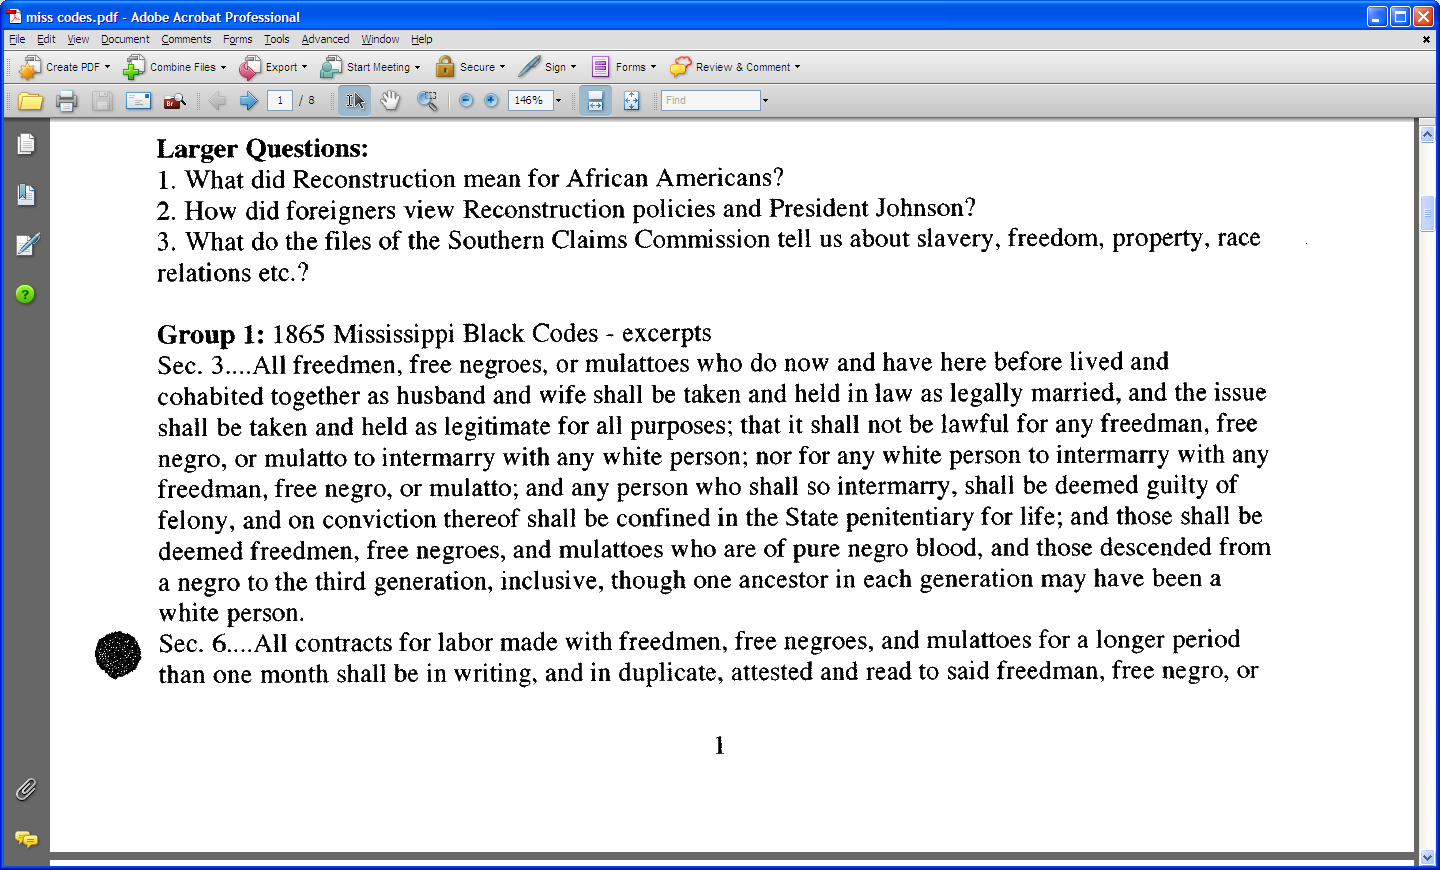 miss codes.pdf - Adobe Acrobat Professional
File Edit View Document Comments Forms Tools Advanced Window Help
Create PDF Combine Files Export Start Meeting Secure Sign Forms Review & Comment
1 / 8 146% Find
Larger Questions:
1. What did Reconstruction mean for African Americans?
2. How did foreigners view Reconstruction policies and President Johnson?
3. What do the files of the Southern Claims Commission tell us about slavery, freedom, property, race
relations etc.?
Group 1: 1865 Mississippi Black Codes - excerpts
Sec. 3....All freedmen, free negroes, or mulattoes who do now and have here before lived and
cohabited together as husband and wife shall be taken and held in law as legally married, and the issue
shall be taken and held as legitimate for all purposes; that it shall not be lawful for any freedman, free
negro, or mulatto to intermarry with any white person; nor for any white person to intermarry with any
freedman, free negro, or mulatto; and any person who shall so intermarry, shall be deemed guilty of
felony, and on conviction thereof shall be confined in the State penitentiary for life; and those shall be
deemed freedmen, free negroes, and mulattoes who are of pure negro blood, and those descended from
a negro to the third generation, inclusive, though one ancestor in each generation may have been a
white person.
Sec. 6....All contracts for labor made with freedmen, free negroes, and mulattoes for a longer period
than one month shall be in writing, and in duplicate, attested and read to said freedman, free negro, or
1